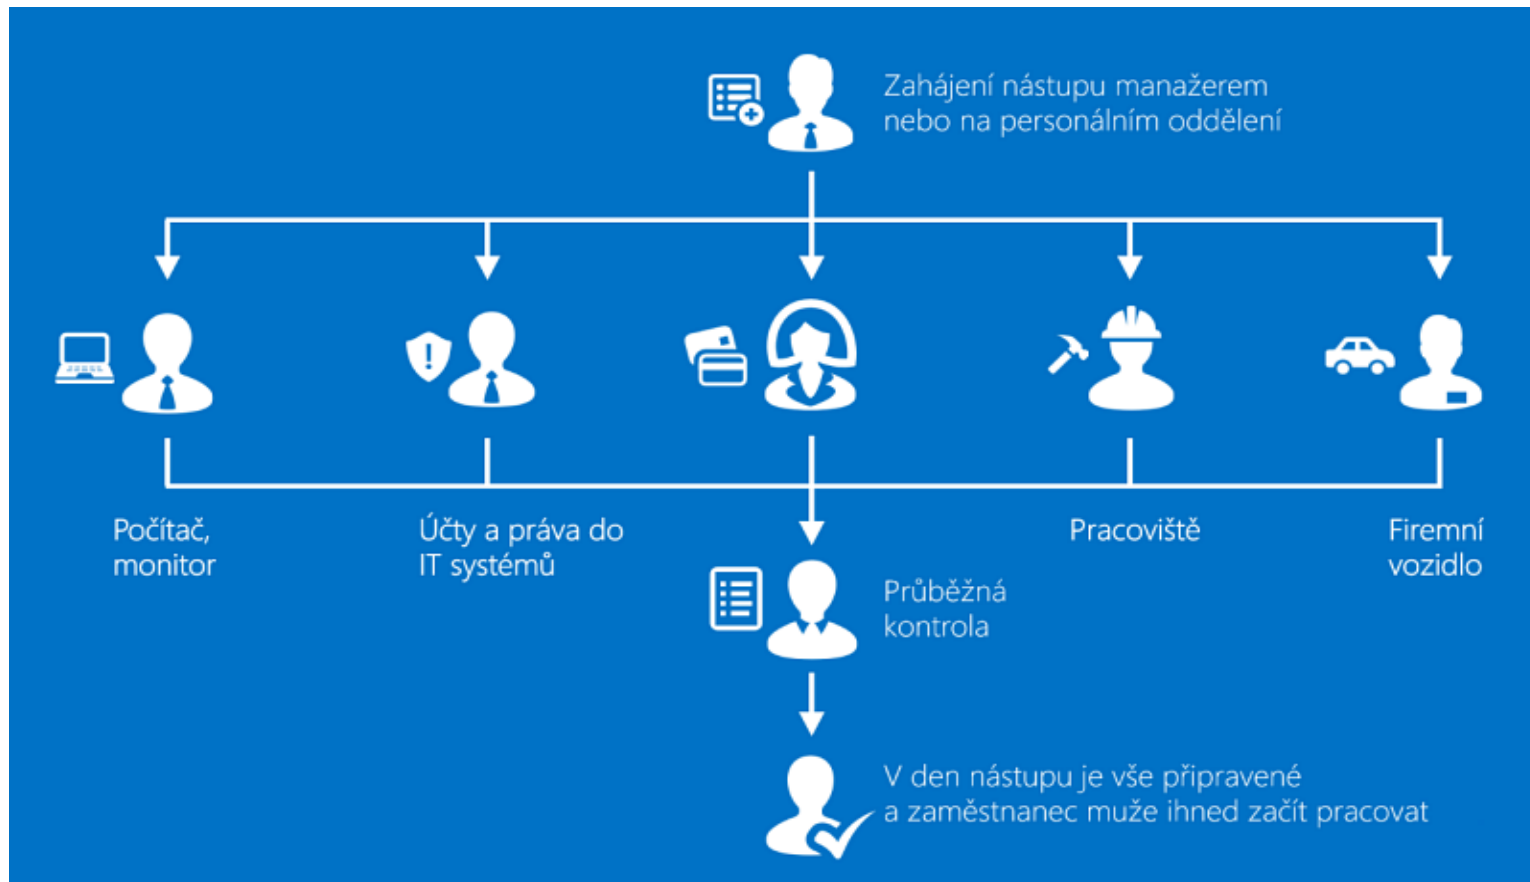 Zahájení nástupu manažerem
nebo na personálním oddělení
Počítač,
monitor
Účty a práva do
IT systémů
Pracoviště
Firemní
vozidlo
Průběžná
kontrola
V den nástupu je vše připravené
a zaměstnanec muže ihned začít pracovat